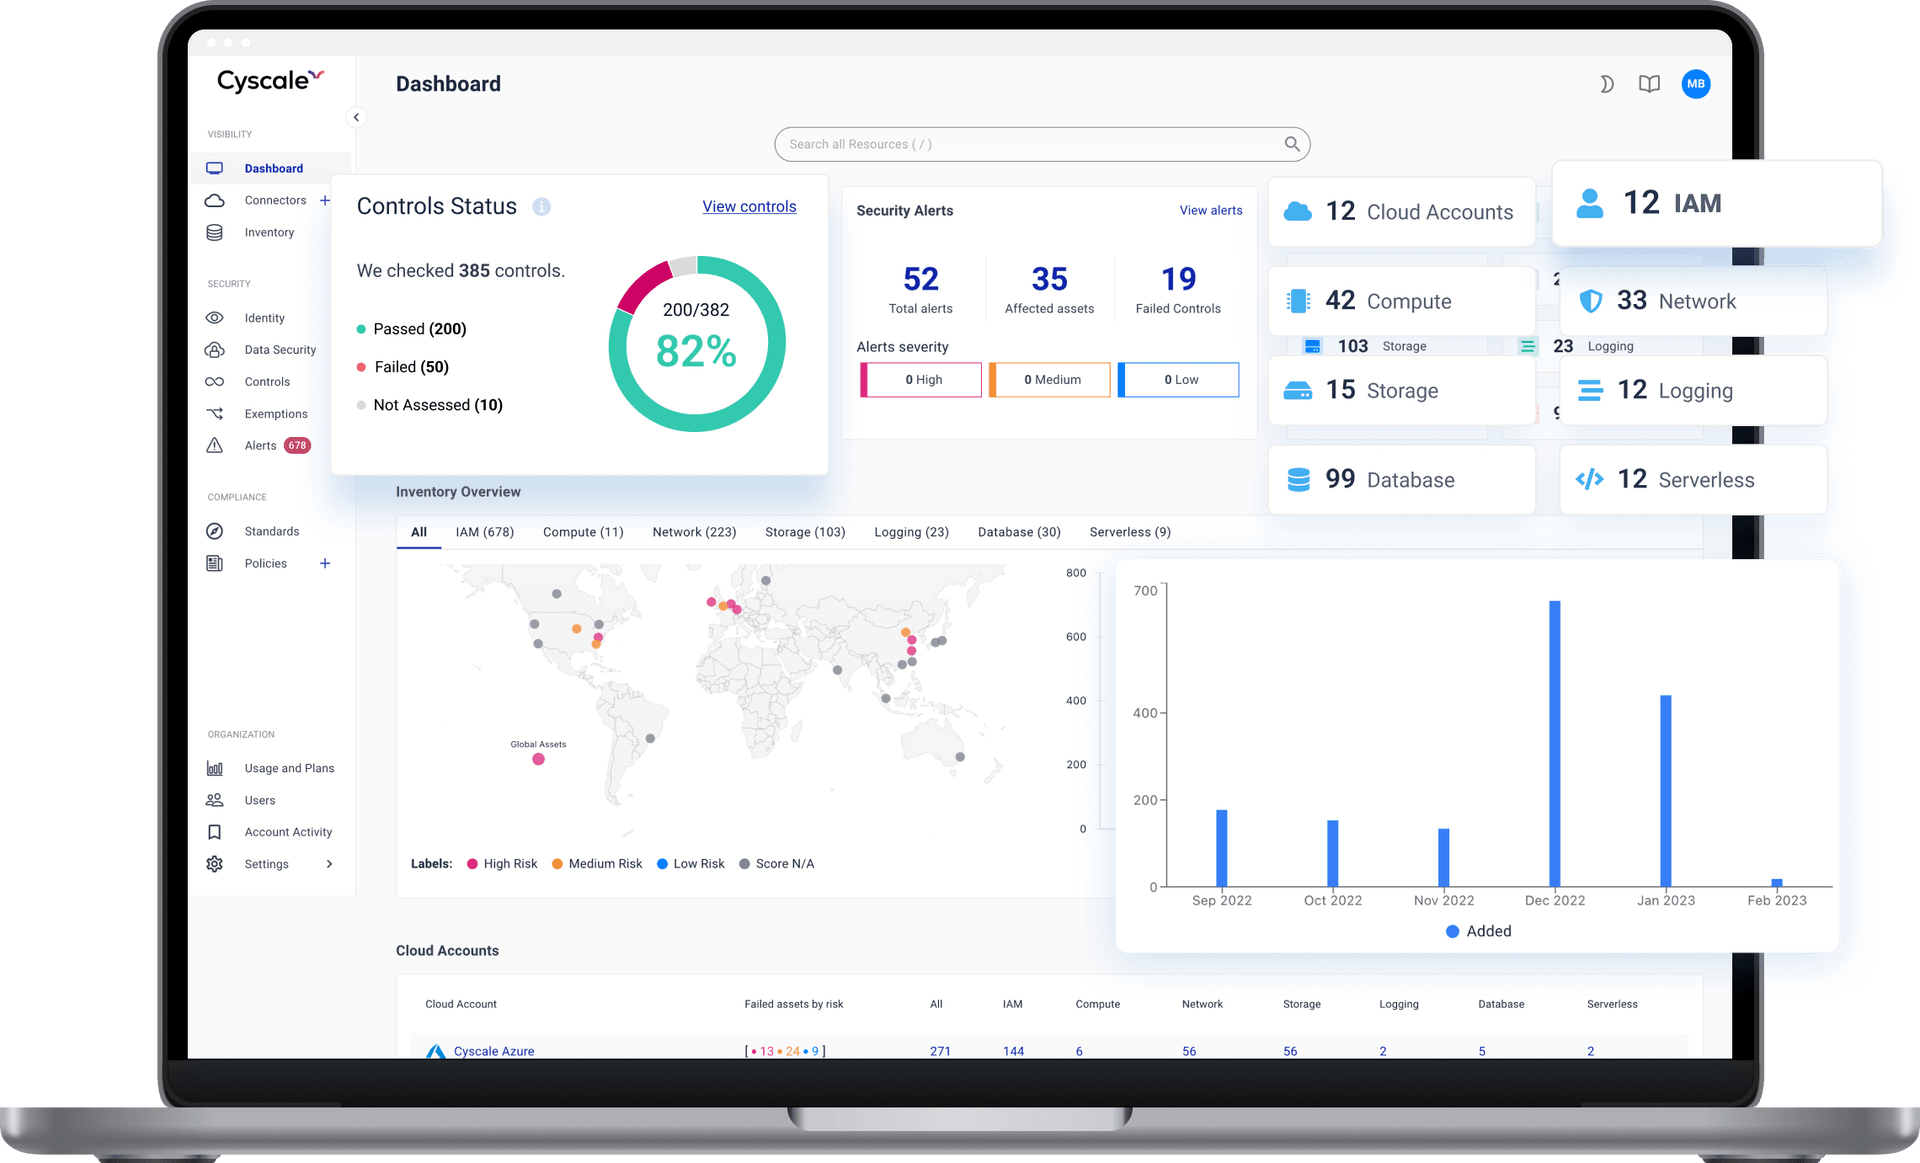 Cyscale
Dashboard
MB
Search all Resources ( / )
VISIBILITY
Dashboard
Connectors +
Inventory
SECURITY
Identity
Data Security
Controls
Exemptions
Alerts 678
COMPLIANCE
Standards
Policies +
ORGANIZATION
Usage and Plans
Users
Account Activity
Settings
Controls Status
View controls
We checked 385 controls.
Passed (200)
Failed (50)
Not Assessed (10)
200/382
82%
Security Alerts
View alerts
52
Total alerts
35
Affected assets
19
Failed Controls
Alerts severity
0 High
0 Medium
0 Low
12 Cloud Accounts
12 IAM
42 Compute
33 Network
103 Storage
23 Logging
15 Storage
12 Logging
99 Database
12 Serverless
Inventory Overview
All
IAM (678)
Compute (11)
Network (223)
Storage (103)
Logging (23)
Database (30)
Serverless (9)
Global Assets
Labels:
High Risk
Medium Risk
Low Risk
Score N/A
800
600
400
200
0
700
400
200
0
Sep 2022
Oct 2022
Nov 2022
Dec 2022
Jan 2023
Feb 2023
Added
Cloud Accounts
Cloud Account Failed assets by risk All IAM Compute Network Storage Logging Database Serverless
Cyscale Azure [ • 13 • 24 • 9 ] 271 144 6 56 56 2 5 2